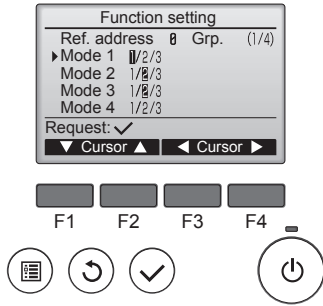 Function setting
Ref. address 0 Grp. (1/4)
Mode 1 1/2/3
Mode 2 1/2/3
Mode 3 1/2/3
Mode 4 1/2/3
Request: ✓
▼ Cursor ▲ ◀ Cursor ▶
F1 F2 F3 F4